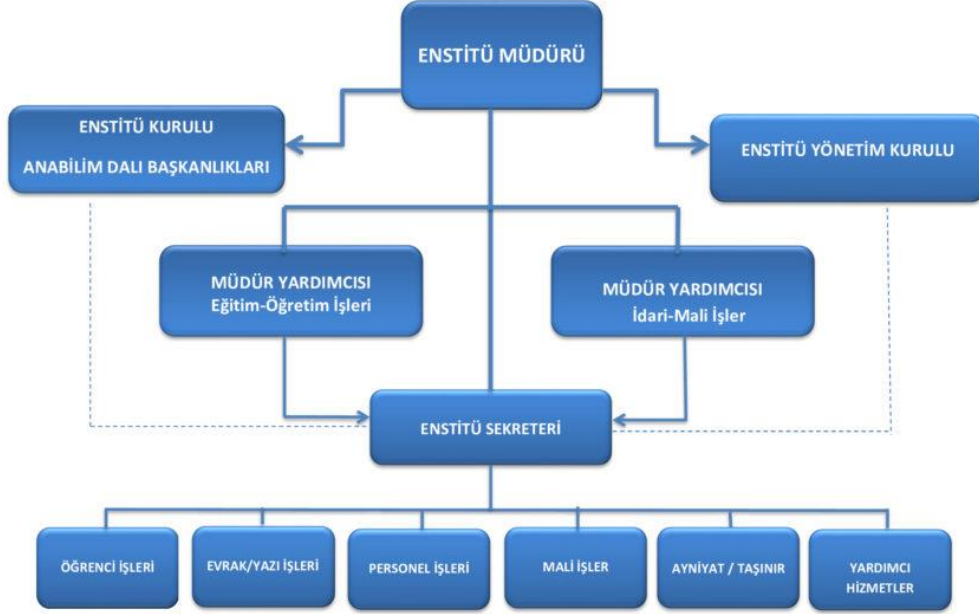 ENSTİTÜ MÜDÜRÜ
ENSTİTÜ KURULU
ANABİLİM DALI BAŞKANLIKLARI
ENSTİTÜ YÖNETİM KURULU
MÜDÜR YARDIMCISI
Eğitim-Öğretim İşleri
MÜDÜR YARDIMCISI
İdari-Mali İşler
ENSTİTÜ SEKRETERİ
ÖĞRENCİ İŞLERİ
EVRAK/YAZI İŞLERİ
PERSONEL İŞLERİ
MALİ İŞLER
AYNİYAT / TAŞINIR
YARDIMCI
HİZMETLER